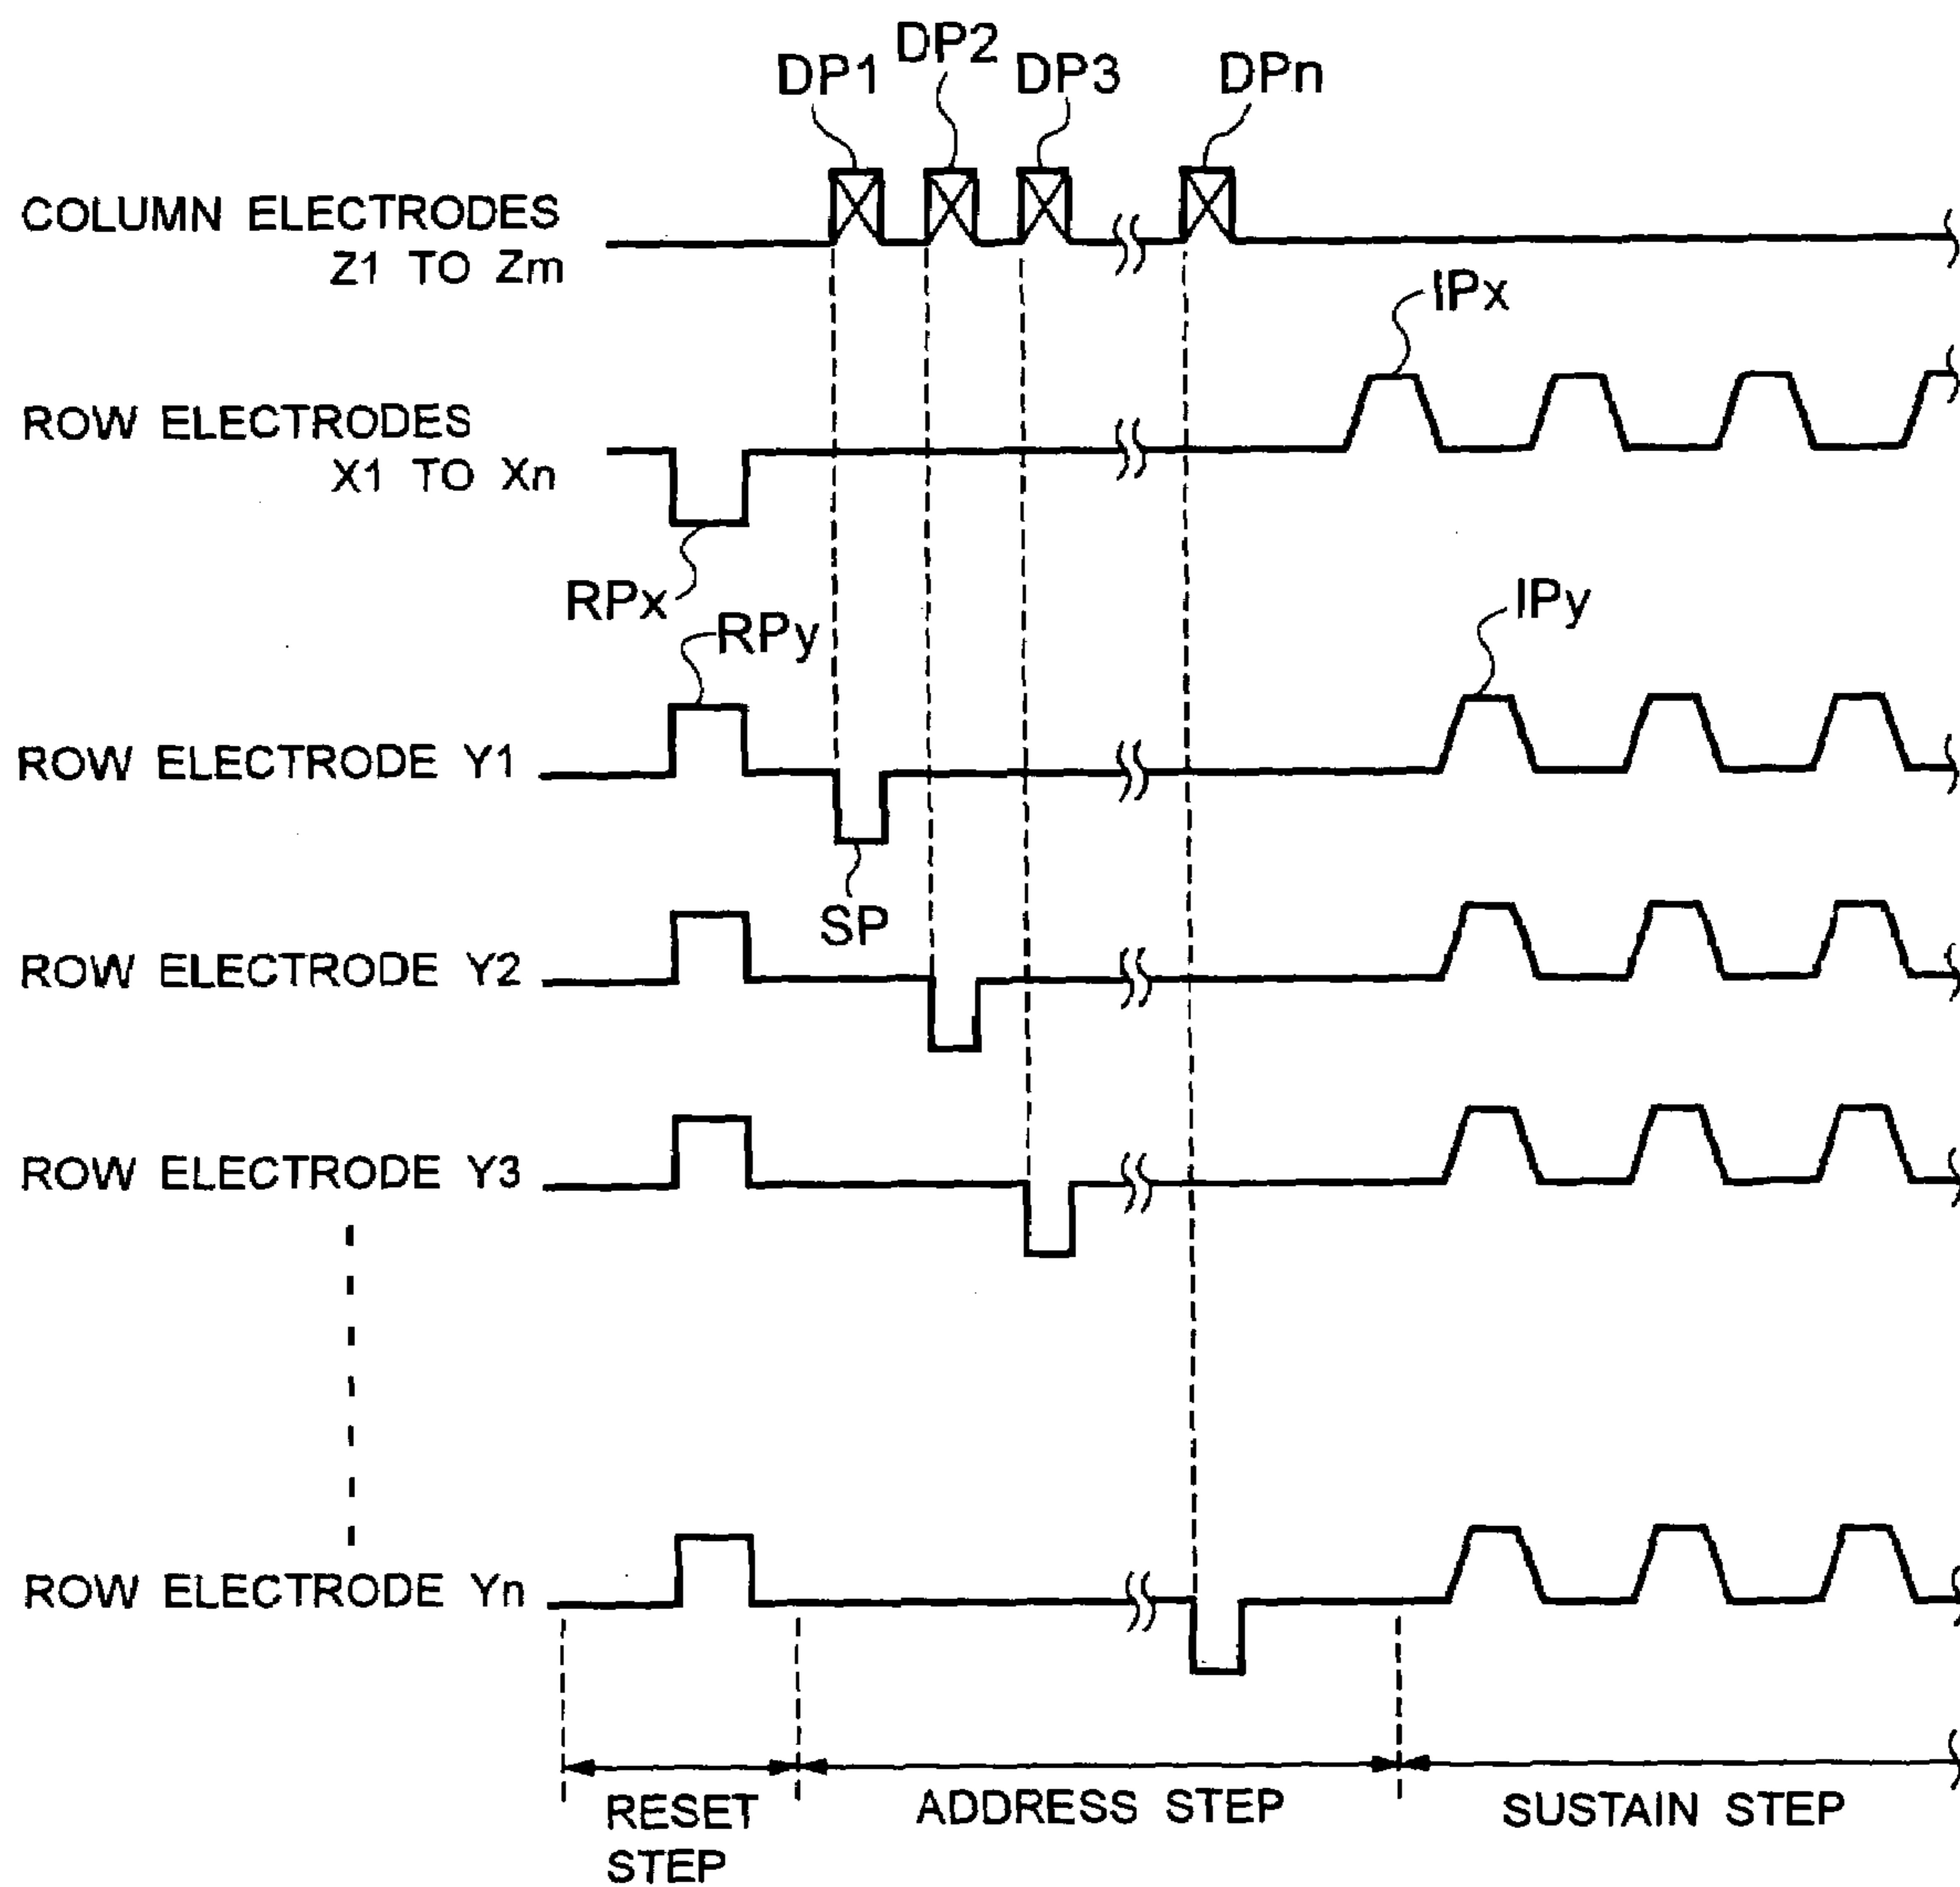 DP1
DP2
DP3
DPn
COLUMN ELECTRODES
Z1 TO Zm
IPx
ROW ELECTRODES
X1 TO Xn
RPx
RPy
IPy
ROW ELECTRODE Y1
SP
ROW ELECTRODE Y2
ROW ELECTRODE Y3
ROW ELECTRODE Yn
RESET
STEP
ADDRESS STEP
SUSTAIN STEP